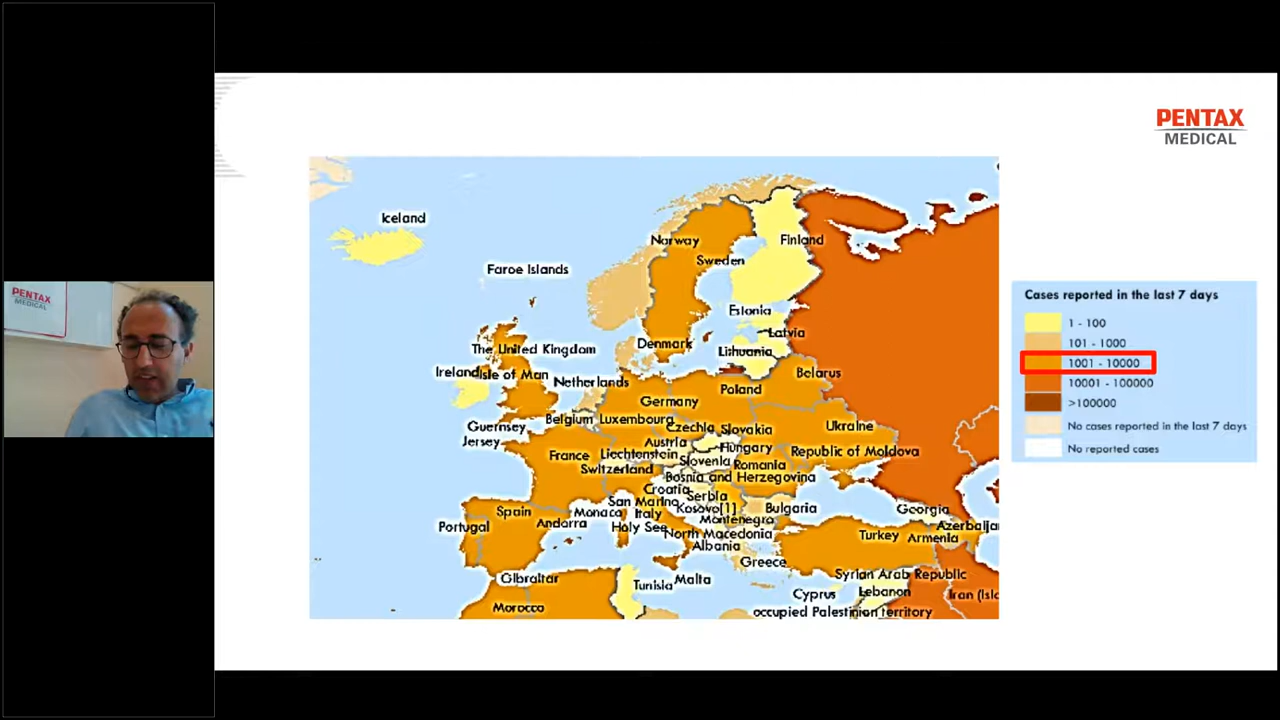 PENTAX
MEDICAL
PENTAX
MEDICAL
Iceland
Norway
Finland
Sweden
Faroe Islands
Estonia
Latvia
Denmark
Lithuania
The United Kingdom
Ireland
Isle of Man
Belarus
Netherlands
Poland
Germany
Belgium
Luxembourg
Guernsey
Czechia
Slovakia
Ukraine
Jersey
Austria
Hungary
France
Liechtenstein
Republic of Moldova
Slovenia
Romania
Switzerland
Bosnia and Herzegovina
Croatia
Serbia
San Marino
Spain
Monaco
Italy
Kosovo[1]
Bulgaria
Georgia
Portugal
Andorra
Holy See
Montenegro
Azerbaijan
North Macedonia
Turkey
Armenia
Albania
Greece
Gibraltar
Tunisia
Malta
Syrian Arab Republic
Morocco
Cyprus
Lebanon
Iran (Isl
occupied Palestinian territory
Cases reported in the last 7 days
1 - 100
101 - 1000
1001 - 10000
10001 - 100000
>100000
No cases reported in the last 7 days
No reported cases